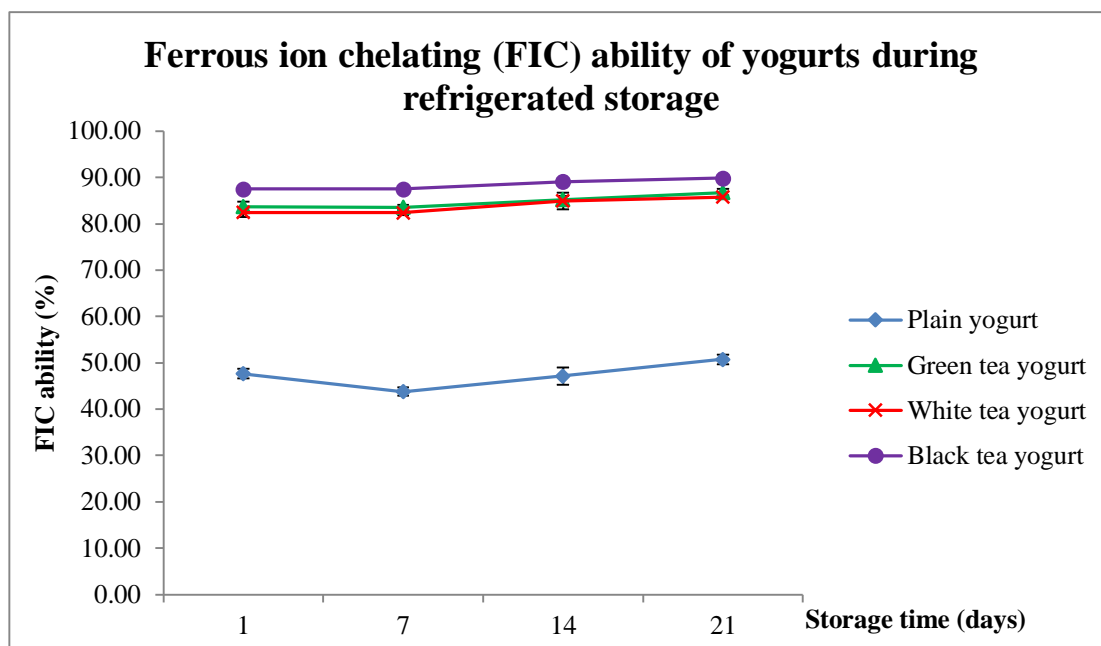 Ferrous ion chelating (FIC) ability of yogurts during
refrigerated storage
100.00
90.00
80.00
70.00
60.00
50.00
40.00
30.00
20.00
10.00
0.00
FIC ability (%)
1 7 14 21
Storage time (days)
Plain yogurt
Green tea yogurt
White tea yogurt
Black tea yogurt